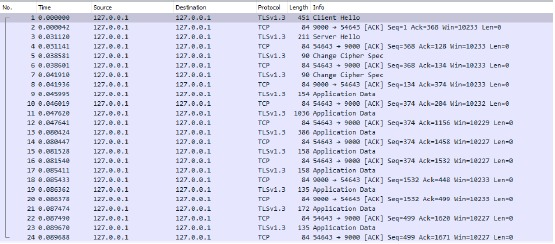 No. Time Source Destination Protocol Length Info
1 0.000000 127.0.0.1 127.0.0.1 TLSv1.3 451 Client Hello
2 0.000042 127.0.0.1 127.0.0.1 TCP 84 9000 → 54643 [ACK] Seq=1 Ack=368 Win=10233 Len=0
3 0.031120 127.0.0.1 127.0.0.1 TLSv1.3 211 Server Hello
4 0.031141 127.0.0.1 127.0.0.1 TCP 84 54643 → 9000 [ACK] Seq=368 Ack=128 Win=10233 Len=0
5 0.038581 127.0.0.1 127.0.0.1 TLSv1.3 90 Change Cipher Spec
6 0.038601 127.0.0.1 127.0.0.1 TCP 84 54643 → 9000 [ACK] Seq=368 Ack=134 Win=10233 Len=0
7 0.041910 127.0.0.1 127.0.0.1 TLSv1.3 90 Change Cipher Spec
8 0.041936 127.0.0.1 127.0.0.1 TCP 84 9000 → 54643 [ACK] Seq=134 Ack=374 Win=10233 Len=0
9 0.045995 127.0.0.1 127.0.0.1 TLSv1.3 154 Application Data
10 0.046019 127.0.0.1 127.0.0.1 TCP 84 54643 → 9000 [ACK] Seq=374 Ack=204 Win=10232 Len=0
11 0.047620 127.0.0.1 127.0.0.1 TLSv1.3 1036 Application Data
12 0.047641 127.0.0.1 127.0.0.1 TCP 84 54643 → 9000 [ACK] Seq=374 Ack=1156 Win=10229 Len=0
13 0.080424 127.0.0.1 127.0.0.1 TLSv1.3 386 Application Data
14 0.080447 127.0.0.1 127.0.0.1 TCP 84 54643 → 9000 [ACK] Seq=374 Ack=1458 Win=10227 Len=0
15 0.081528 127.0.0.1 127.0.0.1 TLSv1.3 158 Application Data
16 0.081540 127.0.0.1 127.0.0.1 TCP 84 54643 → 9000 [ACK] Seq=374 Ack=1532 Win=10227 Len=0
17 0.085411 127.0.0.1 127.0.0.1 TLSv1.3 158 Application Data
18 0.085433 127.0.0.1 127.0.0.1 TCP 84 9000 → 54643 [ACK] Seq=1532 Ack=448 Win=10233 Len=0
19 0.086362 127.0.0.1 127.0.0.1 TLSv1.3 135 Application Data
20 0.086378 127.0.0.1 127.0.0.1 TCP 84 9000 → 54643 [ACK] Seq=1532 Ack=499 Win=10233 Len=0
21 0.087474 127.0.0.1 127.0.0.1 TLSv1.3 172 Application Data
22 0.087490 127.0.0.1 127.0.0.1 TCP 84 54643 → 9000 [ACK] Seq=499 Ack=1620 Win=10227 Len=0
23 0.089670 127.0.0.1 127.0.0.1 TLSv1.3 135 Application Data
24 0.089688 127.0.0.1 127.0.0.1 TCP 84 54643 → 9000 [ACK] Seq=499 Ack=1671 Win=10227 Len=0